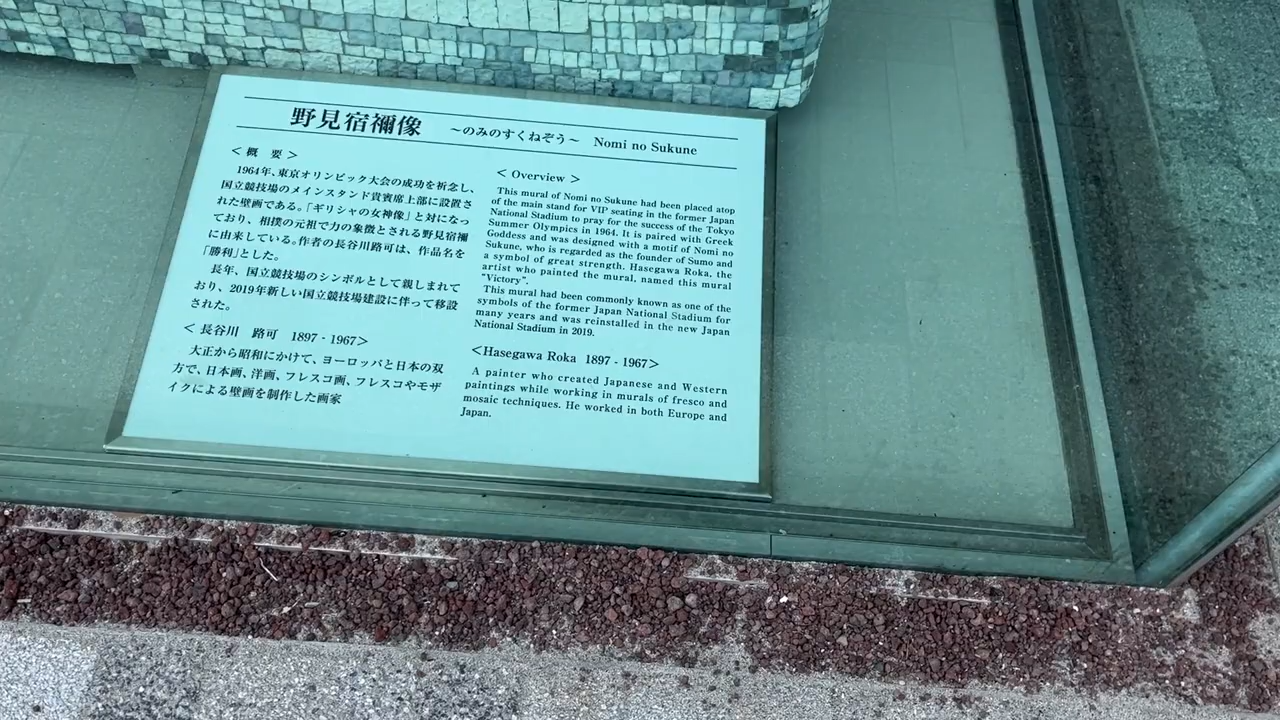 野見宿禰像 ～のみのすくねぞう～ Nomi no Sukune
＜概 要＞
1964年、東京オリンピック大会の成功を祈念し、
国立競技場のメインスタンド貴賓席上部に設置さ
れた壁画である。「ギリシャの女神像」と対になっ
ており、相撲の元祖で力の象徴とされる野見宿禰
に由来している。作者の長谷川路可は、作品名を
「勝利」とした。
長年、国立競技場のシンボルとして親しまれて
おり、2019年新しい国立競技場建設に伴って移設
された。
＜長谷川 路可 1897 - 1967＞
大正から昭和にかけて、ヨーロッパと日本の双
方で、日本画、洋画、フレスコ画、フレスコやモザ
イクによる壁画を制作した画家
＜Overview＞
This mural of Nomi no Sukune had been placed atop
of the main stand for VIP seating in the former Japan
National Stadium to pray for the success of the Tokyo
Summer Olympics in 1964. It is paired with Greek
Goddess and was designed with a motif of Nomi no
Sukune, who is regarded as the founder of Sumo and
a symbol of great strength. Hasegawa Roka, the
artist who painted the mural, named this mural
"Victory".
This mural had been commonly known as one of the
symbols of the former Japan National Stadium for
many years and was reinstalled in the new Japan
National Stadium in 2019.
＜Hasegawa Roka 1897 - 1967＞
A painter who created Japanese and Western
paintings while working in murals of fresco and
mosaic techniques. He worked in both Europe and
Japan.